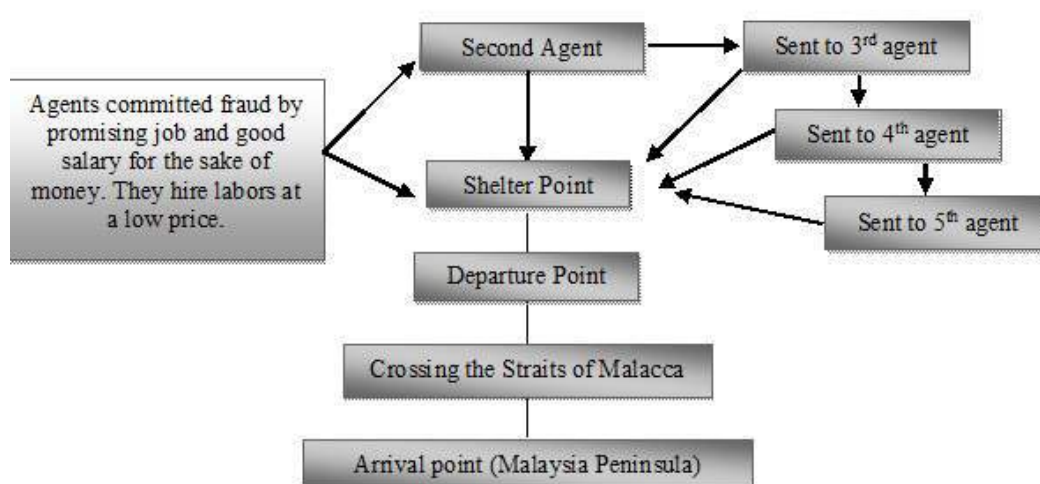 Agents committed fraud by
promising job and good
salary for the sake of
money. They hire labors at
a low price.
Second Agent
Sent to 3rd agent
Sent to 4th agent
Sent to 5th agent
Shelter Point
Departure Point
Crossing the Straits of Malacca
Arrival point (Malaysia Peninsula)